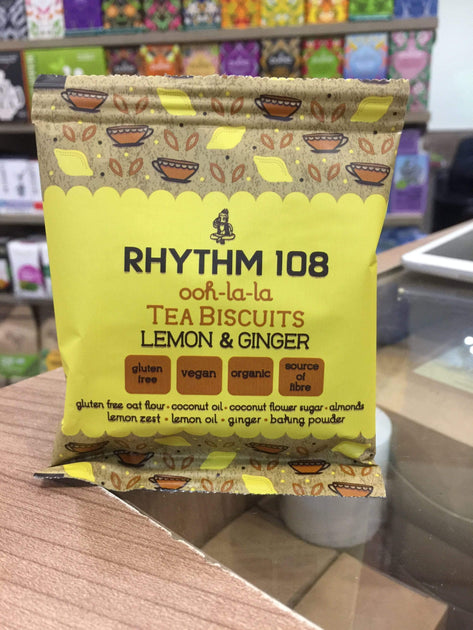 RHYTHM 108
ooh-la-la
TEA BISCUITS
LEMON & GINGER
gluten free
vegan
organic
source of fibre
gluten free oat flour • coconut oil • coconut flower sugar • almonds
lemon zest • lemon oil • ginger • baking powder